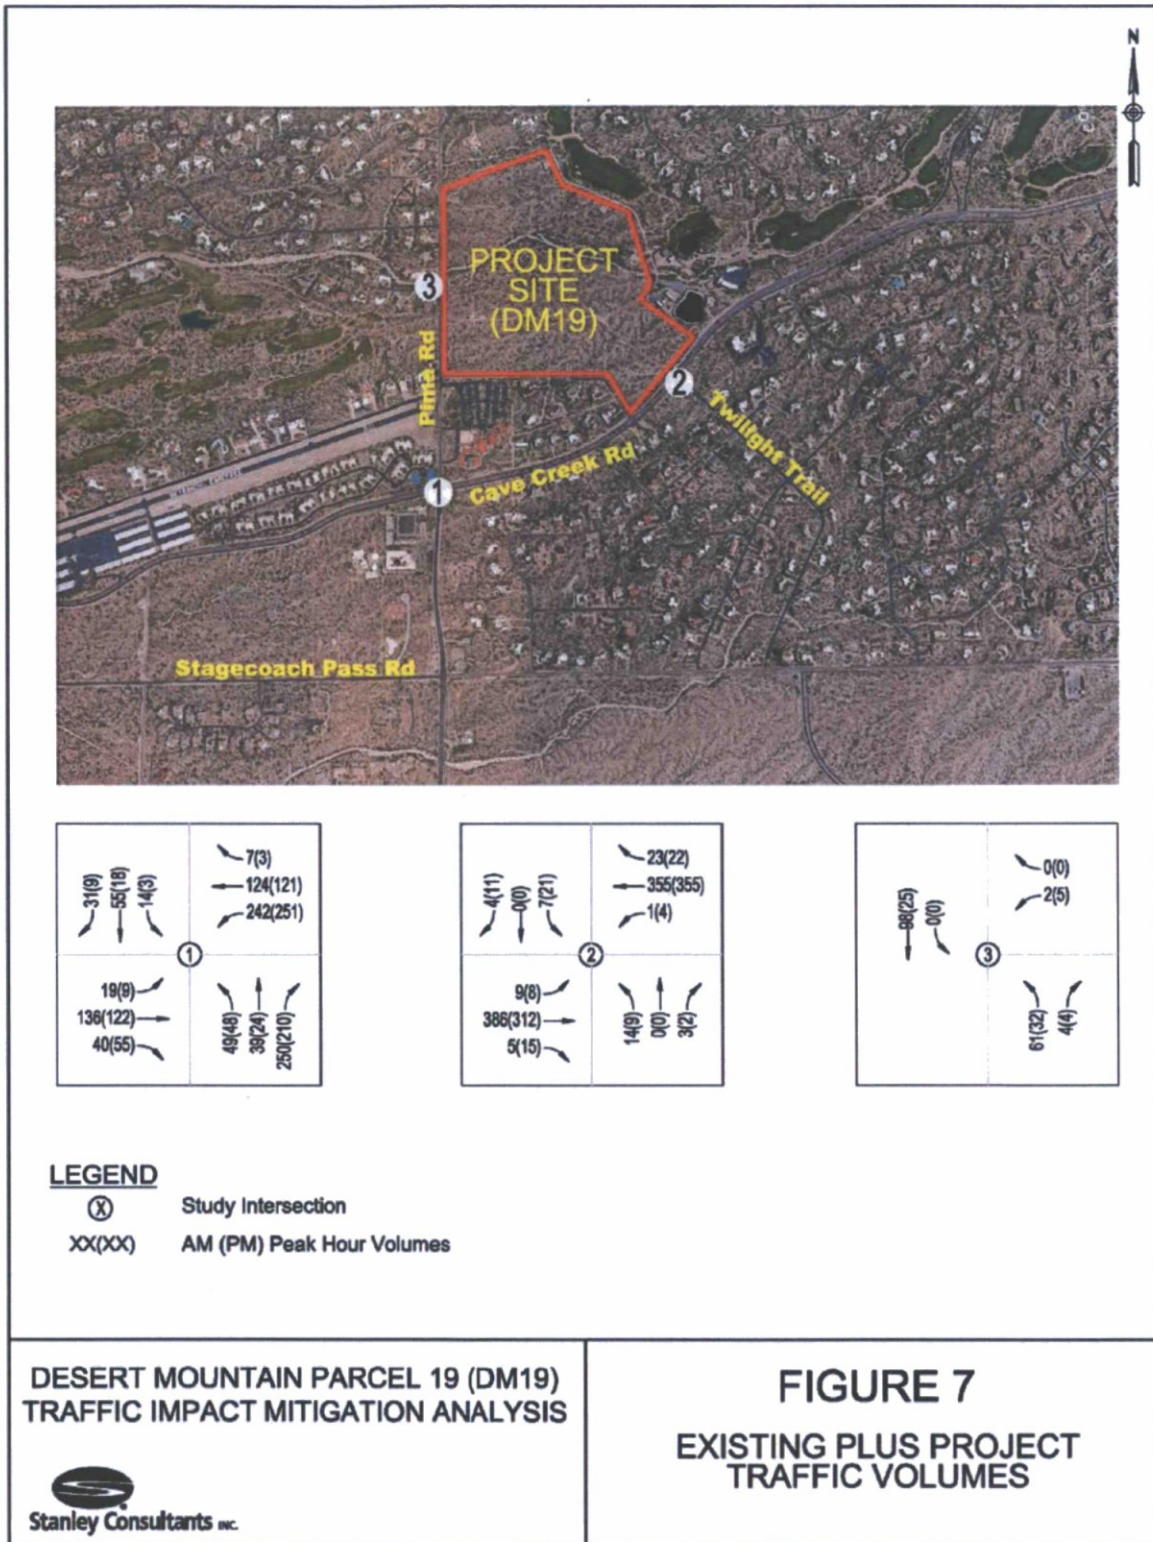 N
PROJECT
SITE
(DM19)
3
Pima Rd
2
Twilight Trail
1
Cave Creek Rd
Stagecoach Pass Rd
31(9)
55(18)
14(3)
7(3)
124(121)
242(251)
1
19(9)
136(122)
40(55)
49(48)
39(24)
250(210)
4(11)
0(0)
7(21)
23(22)
355(355)
1(4)
2
9(8)
386(312)
5(15)
14(9)
0(0)
3(2)
98(25)
0(0)
0(0)
2(5)
3
61(32)
4(4)
LEGEND
X Study Intersection
XX(XX) AM (PM) Peak Hour Volumes
DESERT MOUNTAIN PARCEL 19 (DM19)
TRAFFIC IMPACT MITIGATION ANALYSIS
Stanley Consultants INC.
FIGURE 7
EXISTING PLUS PROJECT
TRAFFIC VOLUMES